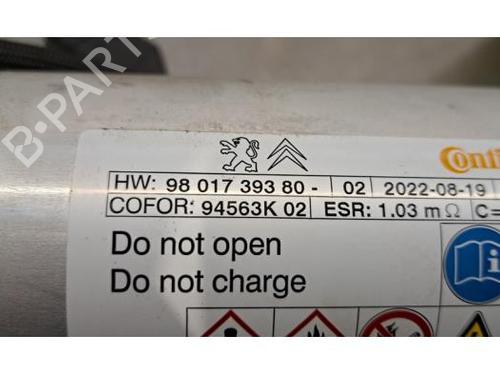 B-PARTS
HW: 98 017 393 80 - 02 2022-08-19
COFOR: 94563K 02 ESR: 1.03 mΩ C=
Do not open
Do not charge